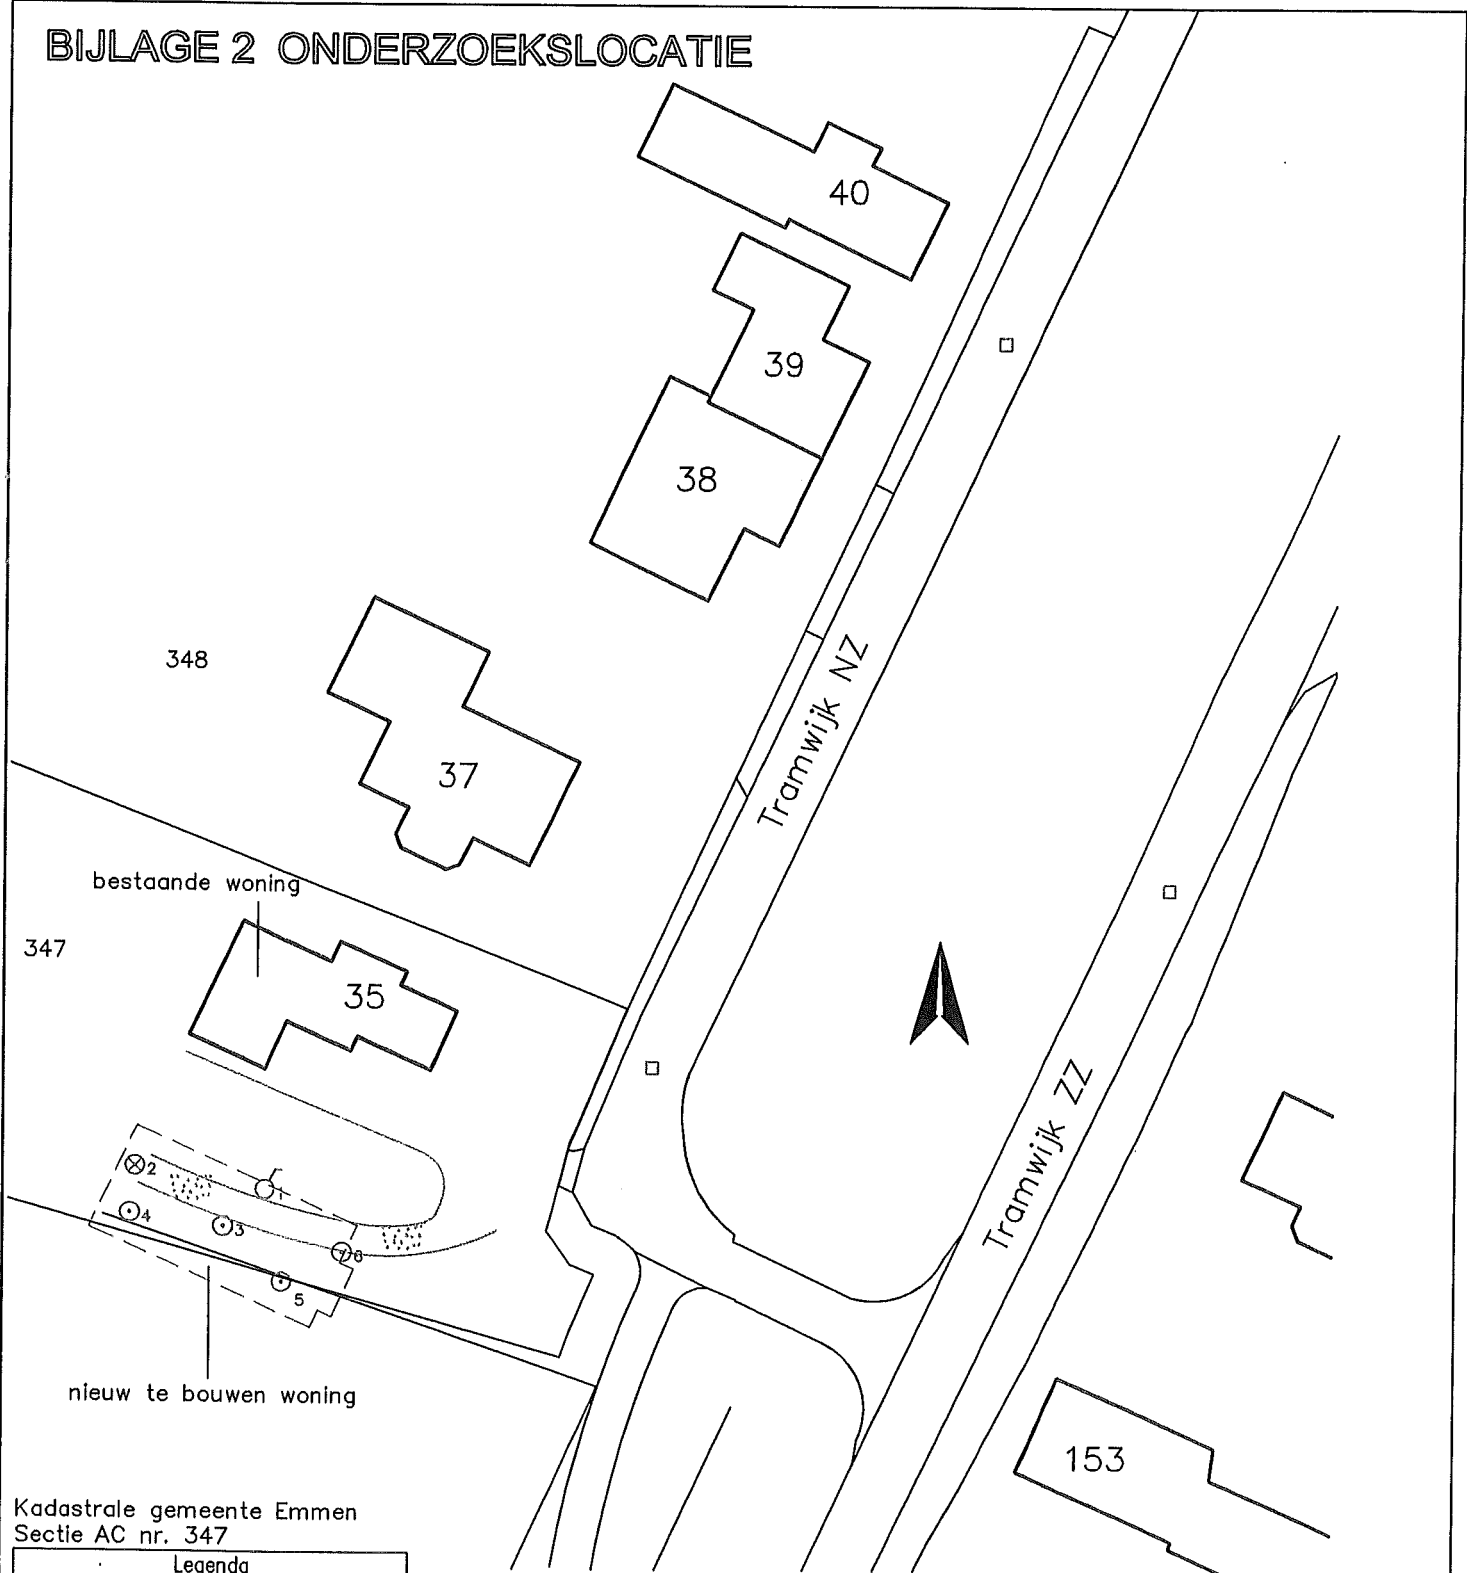 BIJLAGE 2 ONDERZOEKSLOCATIE
40
39
38
348
Tramwijk NZ
37
bestaande woning
347
35
Tramwijk ZZ
2
1
4
3
6
5
nieuw te bouwen woning
153
Kadastrale gemeente Emmen
Sectie AC nr. 347
Legenda